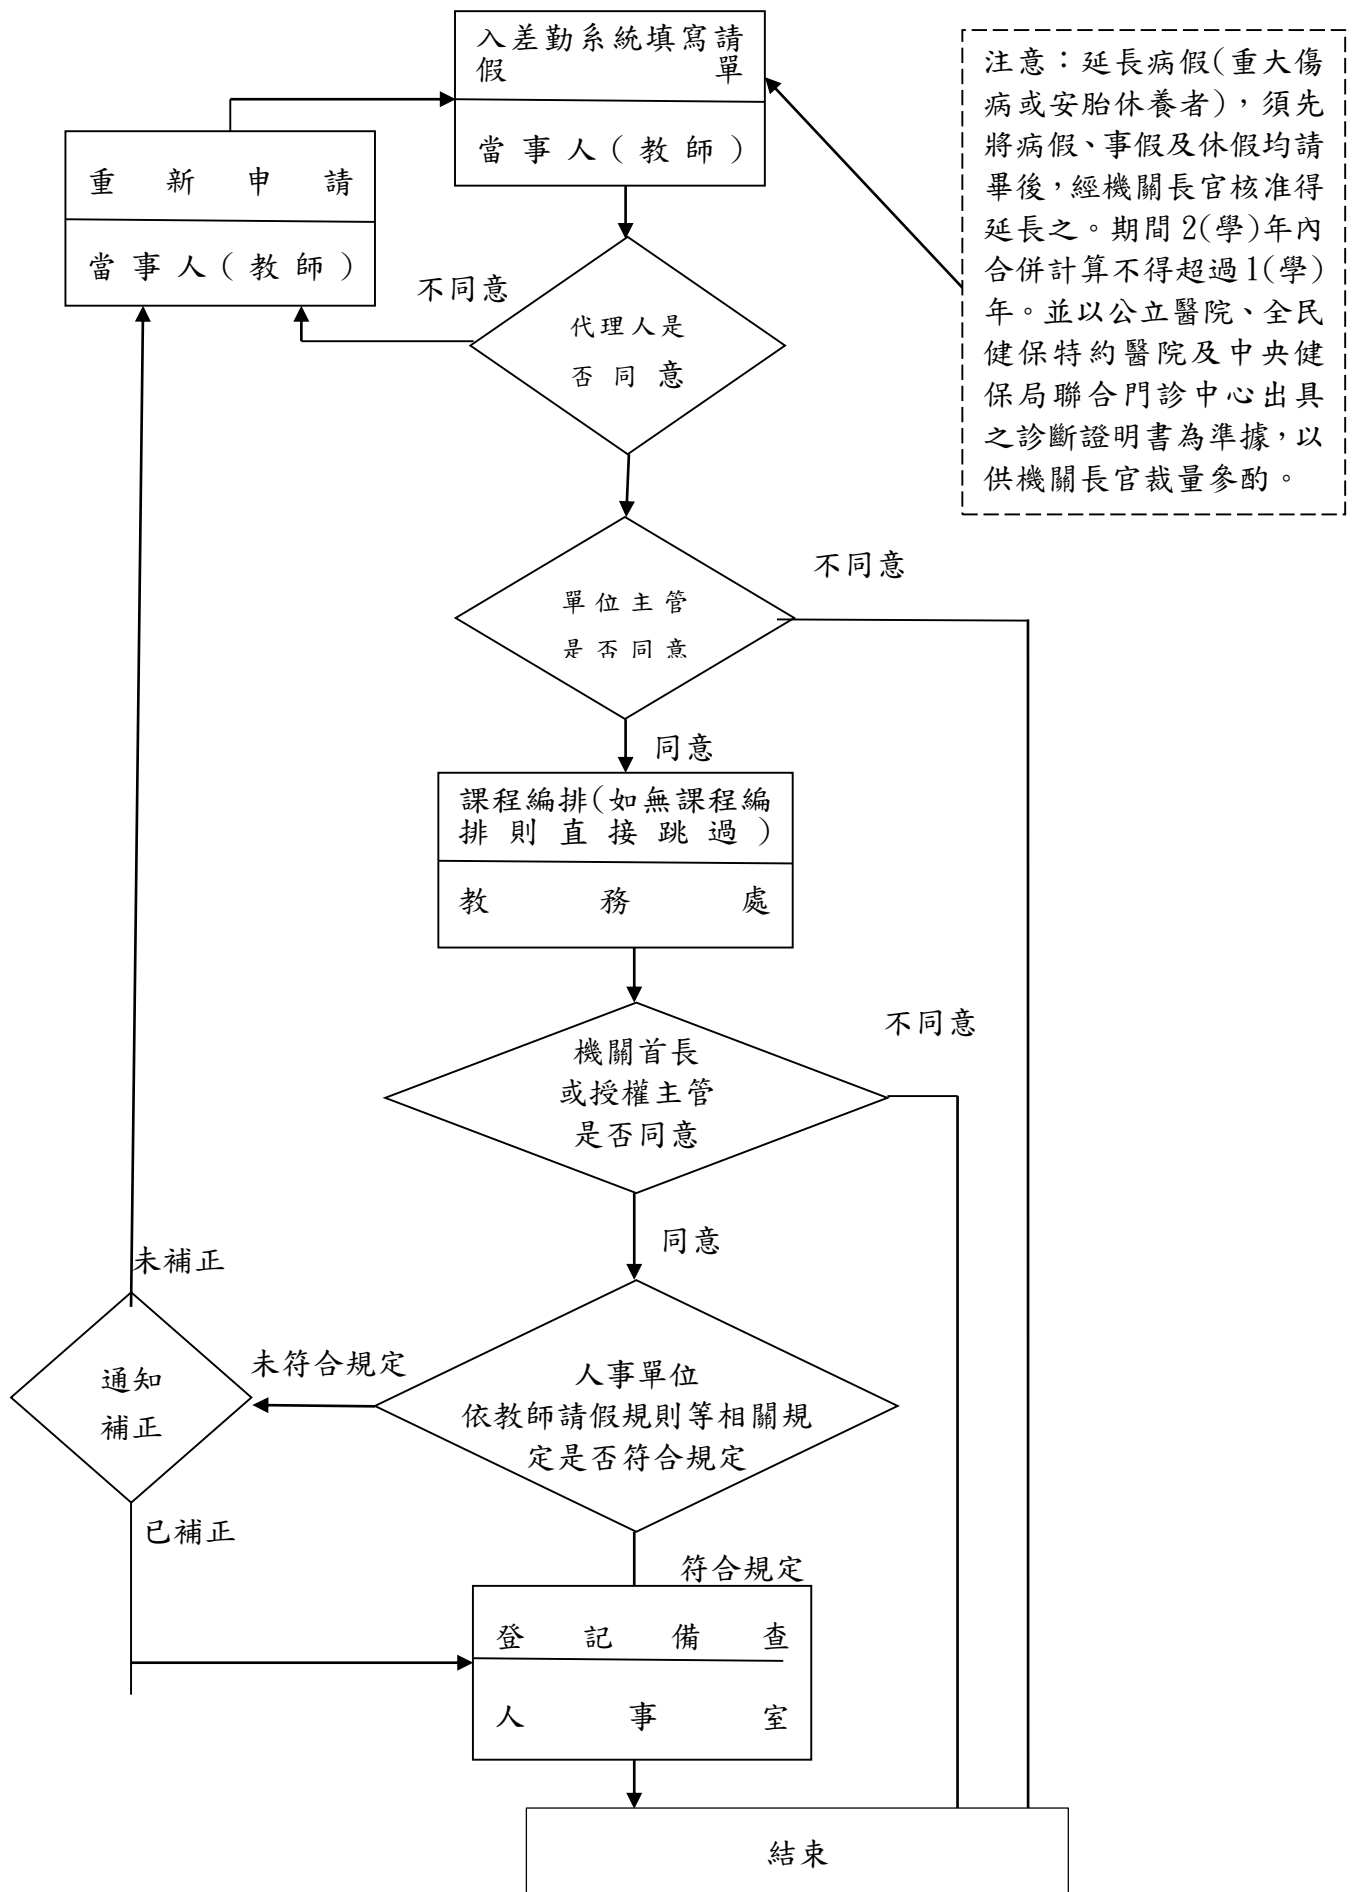 入差勤系統填寫請
假單
當事人(教師)
注意：延長病假(重大傷
病或安胎休養者)，須先
將病假、事假及休假均請
畢後，經機關長官核准得
延長之。期間2(學)年內
合併計算不得超過1(學)
年。並以公立醫院、全民
健保特約醫院及中央健
保局聯合門診中心出具
之診斷證明書為準據，以
供機關長官裁量參酌。
重新申請
當事人(教師)
不同意
代理人是
否同意
不同意
單位主管
是否同意
同意
課程編排(如無課程編
排則直接跳過)
教務處
不同意
機關首長
或授權主管
是否同意
同意
未補正
通知
補正
未符合規定
人事單位
依教師請假規則等相關規
定是否符合規定
已補正
符合規定
登記備查
人事室
結束